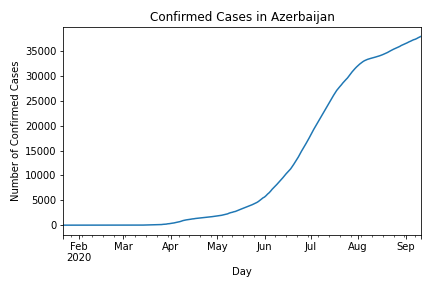 Confirmed Cases in Azerbaijan
Number of Confirmed Cases
35000
30000
25000
20000
15000
10000
5000
0
Feb Mar Apr May Jun Jul Aug Sep
2020
Day